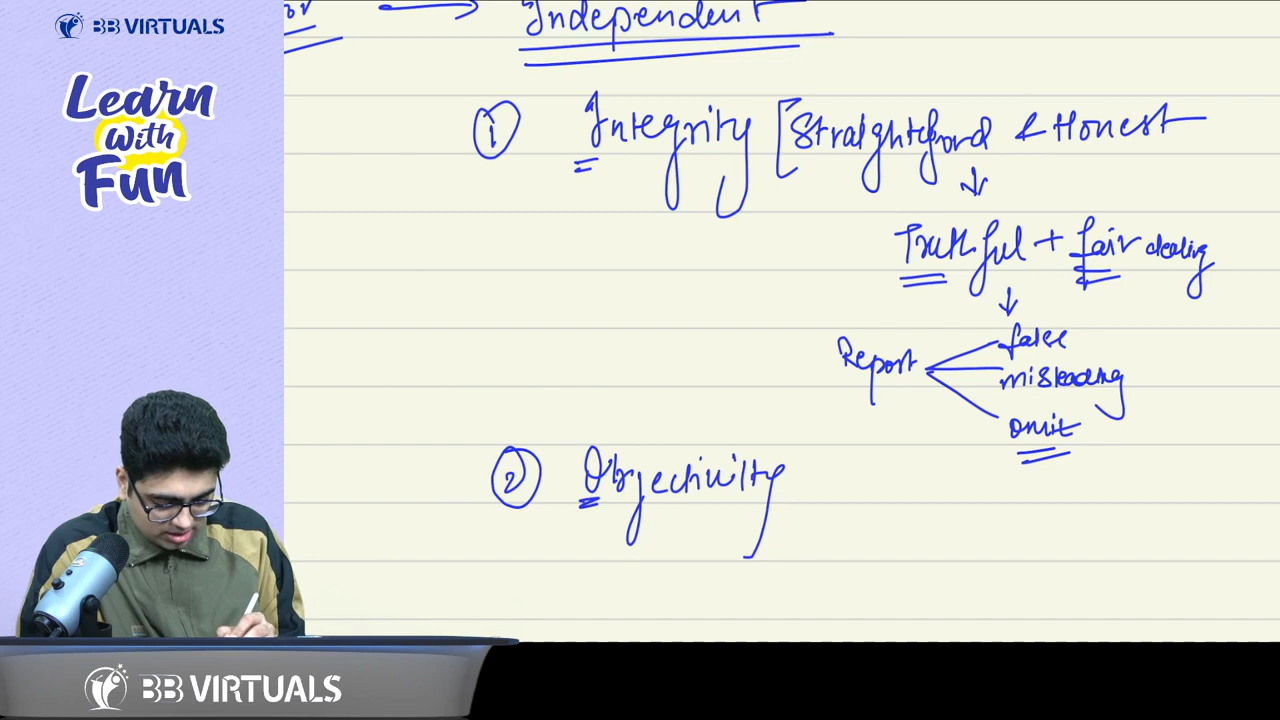 BB VIRTUALS
Learn
With
Fun
Independent
① Integrity [Straightford & Honest
Truthful + fair dealing
Report
false
misleading
omit
② Objectivity
BB VIRTUALS